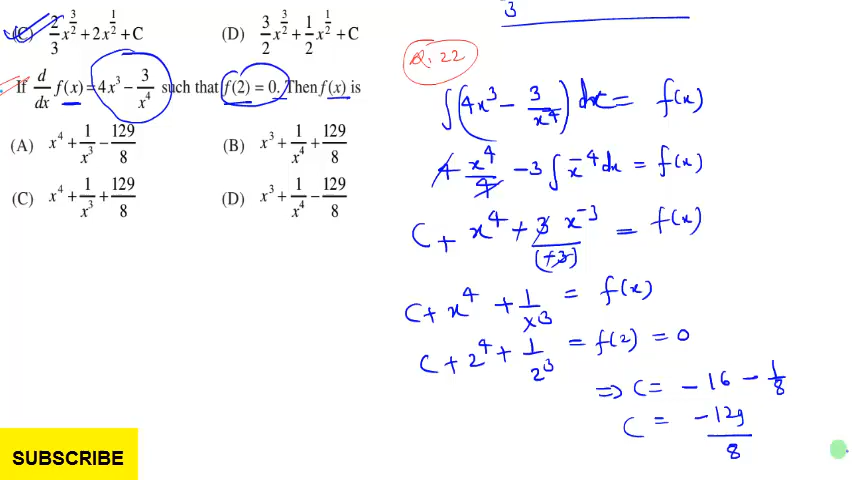 (C) 2/3 x^(3/2) + 2x^(1/2) + C (D) 3/2 x^(3/2) + 1/2 x^(1/2) + C
If d/dx f(x) = 4x³ − 3/x⁴ such that f(2) = 0. Then f(x) is
(A) x⁴ + 1/x³ − 129/8 (B) x³ + 1/x⁴ + 129/8
(C) x⁴ + 1/x³ + 129/8 (D) x³ + 1/x⁴ − 129/8
3
Q. 22
∫(4x³ − 3/x⁴) dx = f(x)
4 x⁴/4 − 3∫x⁻⁴dx = f(x)
C + x⁴ + 3 x⁻³/(+3) = f(x)
C + x⁴ + 1/x³ = f(x)
C + 2⁴ + 1/2³ = f(2) = 0
⇒ C = −16 − 1/8
C = −129/8
SUBSCRIBE